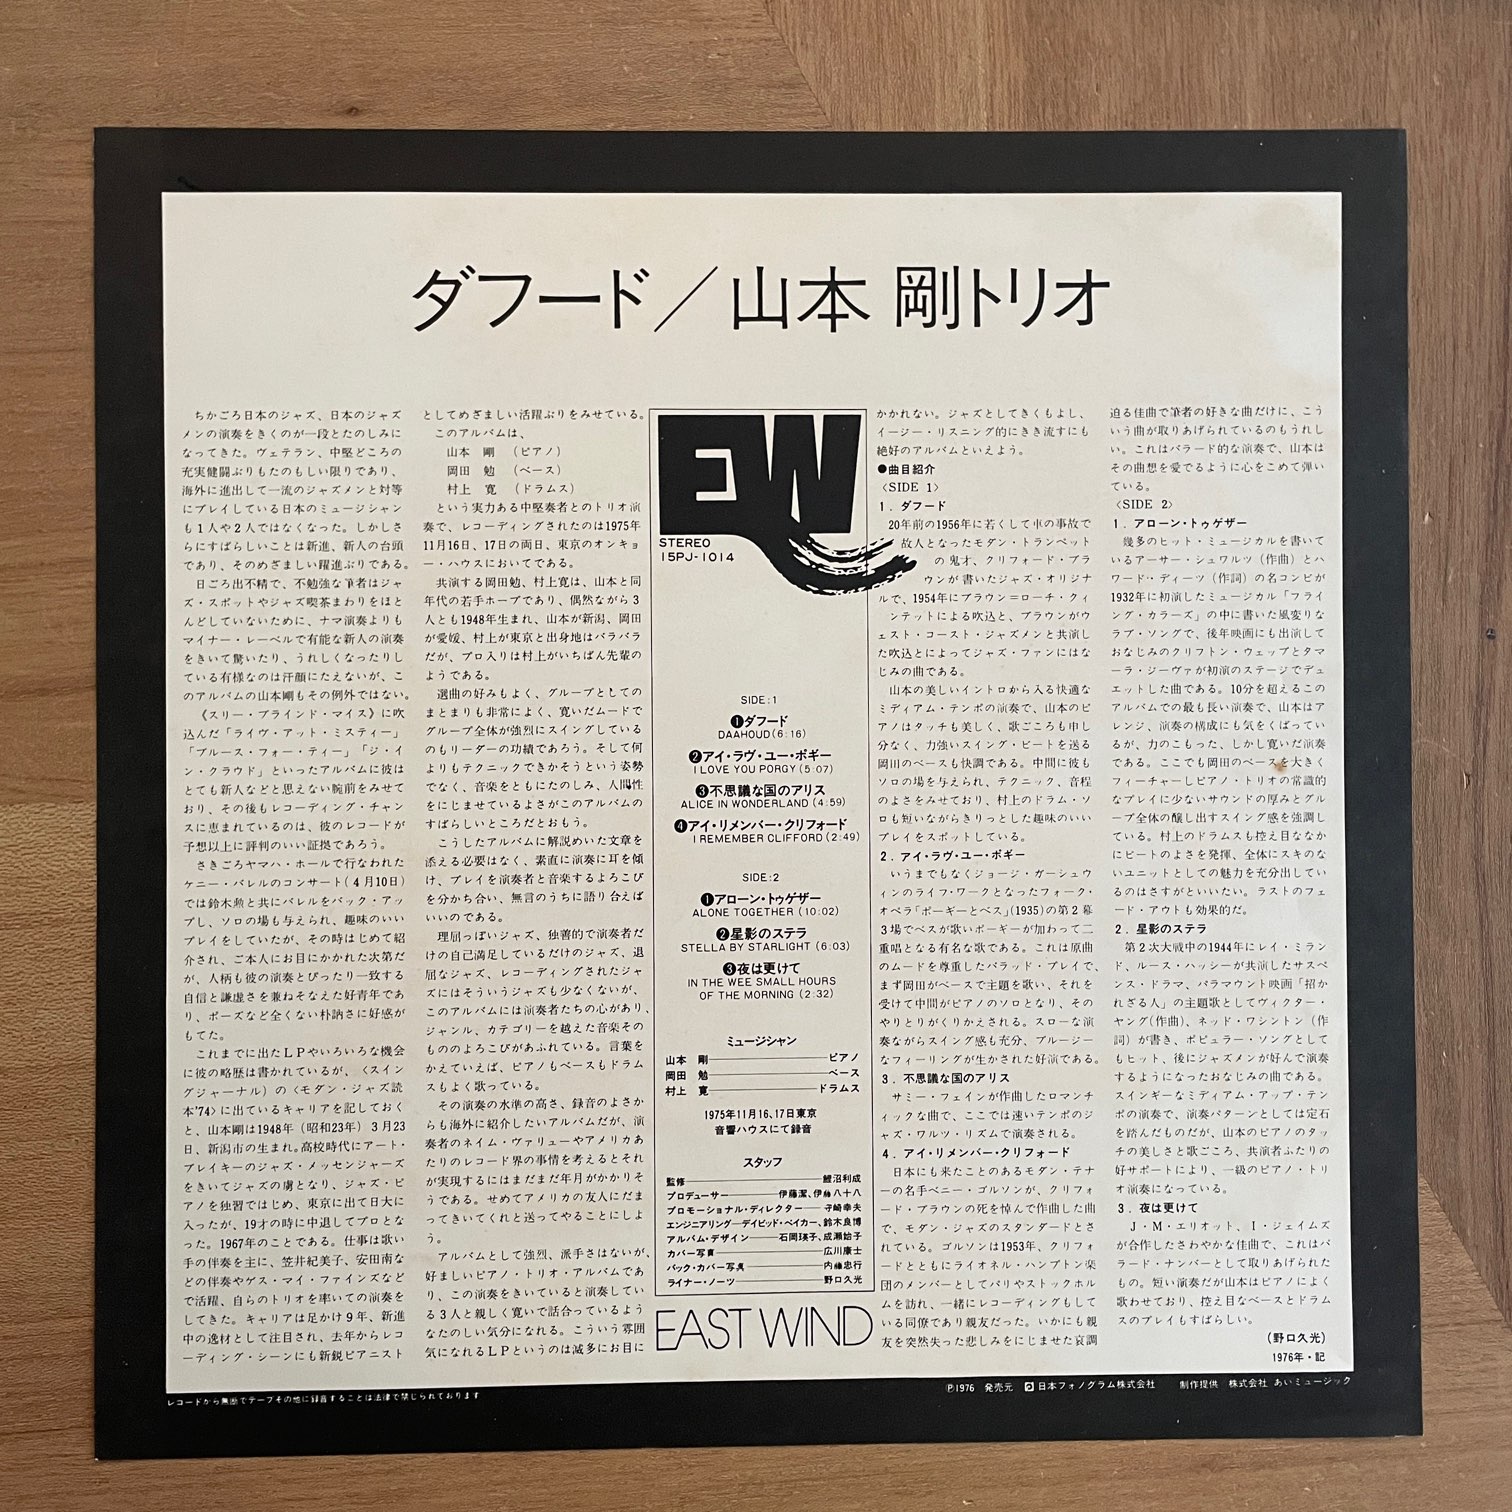 ダフード／山本 剛トリオ
ちかごろ日本のジャズ、日本のジャズ
メンの演奏をきくのが一段とたのしみに
なってきた。ヴェテラン、中堅どころの
充実健闘ぶりもたのもしい限りであり、
海外に進出して一流のジャズメンと対等
にプレイしている日本のミュージシャン
も1人や2人ではなくなった。しかしさ
らにすばらしいことは新進、新人の台頭
であり、そのめざましい躍進ぶりである。
日ごろ出不精で、不勉強な筆者はジャ
ズ・スポットやジャズ喫茶まわりをほと
んどしていないために、ナマ演奏よりも
マイナー・レーベルで有能な新人の演奏
をきいて驚いたり、うれしくなったりし
ている有様なのは汗顔にたえないが、こ
のアルバムの山本剛もその例外ではない。
《スリー・ブラインド・マイス》に吹
込んだ「ライヴ・アット・ミスティー」
「ブルース・フォー・ティー」「ジ・イ
ン・クラウド」といったアルバムに彼は
とても新人などと思えない腕前をみせて
おり、その後もレコーディング・チャン
スに恵まれているのは、彼のレコードが
予想以上に評判のいい証拠であろう。
さきごろヤマハ・ホールで行なわれた
ケニー・バレルのコンサート(4月10日)
では鈴木勲と共にバレルをバック・アッ
プし、ソロの場も与えられ、趣味のいい
プレイをしていたが、その時はじめて紹
介され、ご本人にお目にかかれた次第だ
が、人柄も彼の演奏とぴったり一致する
自信と謙虚さを兼ねそなえた好青年であ
り、ポーズなど全くない朴訥さに好感が
もてた。
これまでに出たLPやいろいろな機会
に彼の略歴は書かれているが、〈スイン
グジャーナル〉の〈モダン・ジャズ読
本'74〉に出ているキャリアを記しておく
と、山本剛は1948年(昭和23年)3月23
日、新潟市の生まれ。高校時代にアート・
ブレイキーのジャズ・メッセンジャーズ
をきいてジャズの虜となり、ジャズ・ピ
アノを独習ではじめ、東京に出て日大に
入ったが、19才の時に中退してプロとな
った。1967年のことである。仕事は歌い
手の伴奏を主に、笠井紀美子、安田南な
どの伴奏やゲス・マイ・ファインズなど
で活躍、自らのトリオを率いての演奏を
してきた。キャリアは足かけ9年、新進
中の逸材として注目され、去年からレコ
ーディング・シーンにも新鋭ピアニスト
としてめざましい活躍ぶりをみせている。
このアルバムは、
山本 剛 (ピアノ)
岡田 勉 (ベース)
村上 寛 (ドラムス)
という実力ある中堅奏者とのトリオ演
奏で、レコーディングされたのは1975年
11月16日、17日の両日、東京のオンキョ
ー・ハウスにおいてである。
共演する岡田勉、村上寛は、山本と同
年代の若手ホープであり、偶然ながら3
人とも1948年生まれ、山本が新潟、岡田
が愛媛、村上が東京と出身地はバラバラ
だが、プロ入りは村上がいちばん先輩の
ようである。
選曲の好みもよく、グループとしての
まとまりも非常によく、寛いだムードで
グループ全体が強烈にスイングしている
のもリーダーの功績であろう。そして何
よりもテクニックできかそうという姿勢
でなく、音楽をともにたのしみ、人間性
をにじませているよさがこのアルバムの
すばらしいところだとおもう。
こうしたアルバムに解説めいた文章を
添える必要はなく、素直に演奏に耳を傾
け、プレイを演奏者と音楽するよろこび
を分かち合い、無言のうちに語り合えば
いいのである。
理屈っぽいジャズ、独善的で演奏者だ
けの自己満足しているだけのジャズ、退
屈なジャズ、レコーディングされたジャ
ズにはそういうジャズも少なくないが、
このアルバムには演奏者たちの心があり、
ジャンル、カテゴリーを越えた音楽その
もののよろこびがあふれている。言葉を
かえていえば、ピアノもベースもドラム
スもよく歌っている。
その演奏の水準の高さ、録音のよさか
らも海外に紹介したいアルバムだが、演
奏者のネイム・ヴァリューやアメリカあ
たりのレコード界の事情を考えるとそれ
が実現するにはまだまだ年月がかかりそ
うである。せめてアメリカの友人にだま
ってきいてくれと送ってやることにしよ
う。
アルバムとして強烈、派手さはないが、
好ましいピアノ・トリオ・アルバムであ
り、この演奏をきいていると演奏してい
る3人と親しく寛いで話合っているよう
なたのしい気分になれる。こういう雰囲
気になれるLPというのは滅多にお目に
EW
STEREO
15PJ-1014
SIDE:1
❶ダフード
DAAHOUD(6:16)
❷アイ・ラヴ・ユー・ポギー
I LOVE YOU PORGY(5:07)
❸不思議な国のアリス
ALICE IN WONDERLAND(4:59)
❹アイ・リメンバー・クリフォード
I REMEMBER CLIFFORD(2:49)
SIDE:2
❶アローン・トゥゲザー
ALONE TOGETHER(10:02)
❷星影のステラ
STELLA BY STARLIGHT(6:03)
❸夜は更けて
IN THE WEE SMALL HOURS
OF THE MORNING(2:32)
ミュージシャン
山本 剛――ピアノ
岡田 勉――ベース
村上 寛――ドラムス
1975年11月16、17日東京
音響ハウスにて録音
スタッフ
監修――鯉沼利成
プロデューサー――伊藤潔、伊藤八十八
プロモーショナル・ディレクター――守崎幸夫
エンジニアリング――デイビッド・ベイカー、鈴木良博
アルバム・デザイン――石岡瑛子、成瀬始子
カバー写真――広川康士
バック・カバー写真――内藤忠行
ライナー・ノーツ――野口久光
EAST WIND
かかれない。ジャズとしてきくもよし、
イージー・リスニング的にきき流すにも
絶好のアルバムといえよう。
●曲目紹介
〈SIDE 1〉
1．ダフード
20年前の1956年に若くして車の事故で
故人となったモダン・トランペット
の鬼才、クリフォード・ブラ
ウンが書いたジャズ・オリジナ
ルで、1954年にブラウン=ローチ・クィ
ンテットによる吹込と、ブラウンがウ
ェスト・コースト・ジャズメンと共演し
た吹込とによってジャズ・ファンにはな
じみの曲である。
山本の美しいイントロから入る快適な
ミディアム・テンポの演奏で、山本のピ
アノはタッチも美しく、歌ごころも申し
分なく、力強いスイング・ビートを送る
岡田のベースも快調である。中間に彼も
ソロの場を与えられ、テクニック、音程
のよさをみせており、村上のドラム・ソ
ロも短いながらきりっとした趣味のいい
プレイをスポットしている。
2．アイ・ラヴ・ユー・ポギー
いうまでもなくジョージ・ガーシュウ
ィンのライフ・ワークとなったフォーク・
オペラ「ポーギーとベス」(1935)の第2幕
3場でベスが歌いポーギーが加わって二
重唱となる有名な歌である。これは原曲
のムードを尊重したバラッド・プレイで、
まず岡田がベースで主題を歌い、それを
受けて中間がピアノのソロとなり、その
やりとりがくりかえされる。スローな演
奏ながらスイング感も充分、ブルージー
なフィーリングが生かされた好演である。
3．不思議な国のアリス
サミー・フェインが作曲したロマンチ
ィックな曲で、ここでは速いテンポのジ
ャズ・ワルツ・リズムで演奏される。
4．アイ・リメンバー・クリフォード
日本にも来たことのあるモダン・テナ
ーの名手ベニー・ゴルソンが、クリフォ
ード・ブラウンの死を悼んで作曲した曲
で、モダン・ジャズのスタンダードとさ
れている。ゴルソンは1953年、クリフォ
ードとともにライオネル・ハンプトン楽
団のメンバーとしてパリやストックホル
ムを訪れ、一緒にレコーディングもして
いる同僚であり親友だった。いかにも親
友を突然失った悲しみをにじませた哀調
迫る佳曲で筆者の好きな曲だけに、こう
いう曲が取りあげられているのもうれし
い。これはバラード的な演奏で、山本は
その曲想を愛でるように心をこめて弾い
ている。
〈SIDE 2〉
1．アローン・トゥゲザー
幾多のヒット・ミュージカルを書いて
いるアーサー・シュワルツ(作曲)とハ
ワード・ディーツ(作詞)の名コンビが
1932年に初演したミュージカル「フライ
ング・カラーズ」の中に書いた風変りな
ラブ・ソングで、後年映画にも出演して
おなじみのクリフトン・ウェッブとタマ
ーラ・ジーヴァが初演のステージでデュ
エットした曲である。10分を超えるこの
アルバムでの最も長い演奏で、山本はア
レンジ、演奏の構成にも気をくばってい
るが、力のこもった、しかし寛いだ演奏
である。ここでも岡田のベースを大きく
フィーチャーしピアノ・トリオの常識的
なプレイに少ないサウンドの厚みとグル
ープ全体の醸し出すスイング感を強調し
ている。村上のドラムスも控え目ななか
にビートのよさを発揮、全体にスキのな
いユニットとしての魅力を充分出してい
るのはさすがといいたい。ラストのフェ
ード・アウトも効果的だ。
2．星影のステラ
第2次大戦中の1944年にレイ・ミラン
ド、ルース・ハッシーが共演したサスペ
ンス・ドラマ、パラマウント映画「招か
れざる人」の主題歌としてヴィクター・
ヤング(作曲)、ネッド・ワシントン(作
詞)が書き、ポピュラー・ソングとして
もヒット、後にジャズメンが好んで演奏
するようになったおなじみの曲である。
スインギーなミディアム・アップ・テン
ポの演奏で、演奏パターンとしては定石
を踏んだものだが、山本のピアノのタッ
チの美しさと歌ごころ、共演者ふたりの
好サポートにより、一級のピアノ・トリ
オ演奏になっている。
3．夜は更けて
J・M・エリオット、I・ジェイムズ
が合作したさわやかな佳曲で、これはバ
ラード・ナンバーとして取りあげられた
もの。短い演奏だが山本はピアノによく
歌わせており、控え目なベースとドラム
スのプレイもすばらしい。
(野口久光)
1976年・記
レコードから無断でテープその他に録音することは法律で禁じられております
Ⓟ1976 発売元 日本フォノグラム株式会社 制作提供 株式会社 あいミュージック